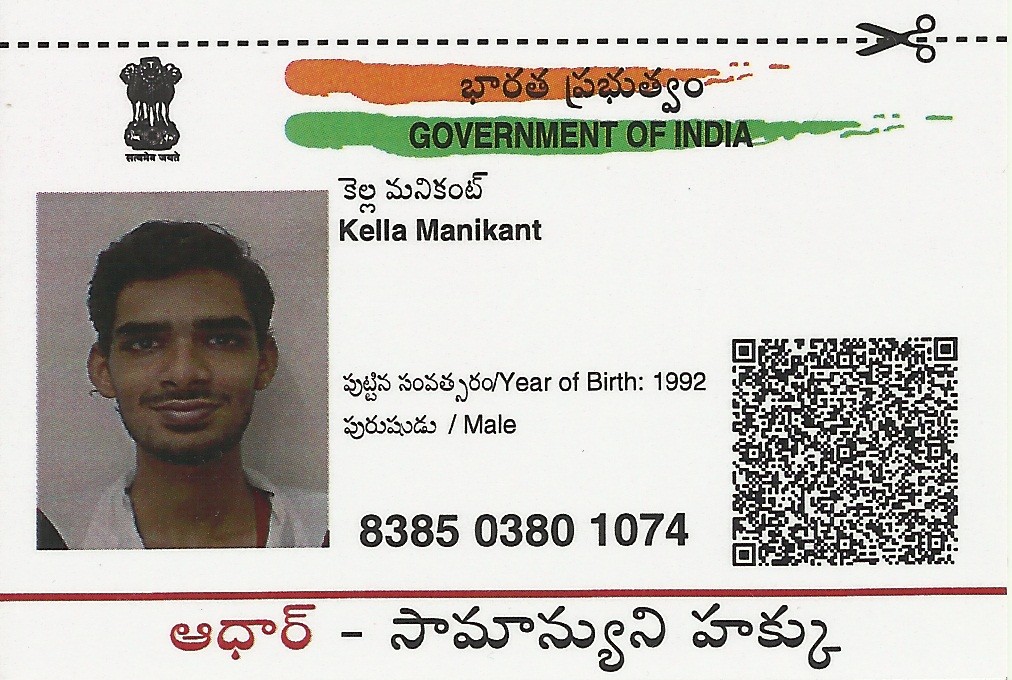 భారత ప్రభుత్వం
GOVERNMENT OF INDIA
सत्यमेव जयते
కెల్ల మనికంట్
Kella Manikant
పుట్టిన సంవత్సరం/Year of Birth: 1992
పురుషుడు / Male
8385 0380 1074
ఆధార్ - సామాన్యుని హక్కు